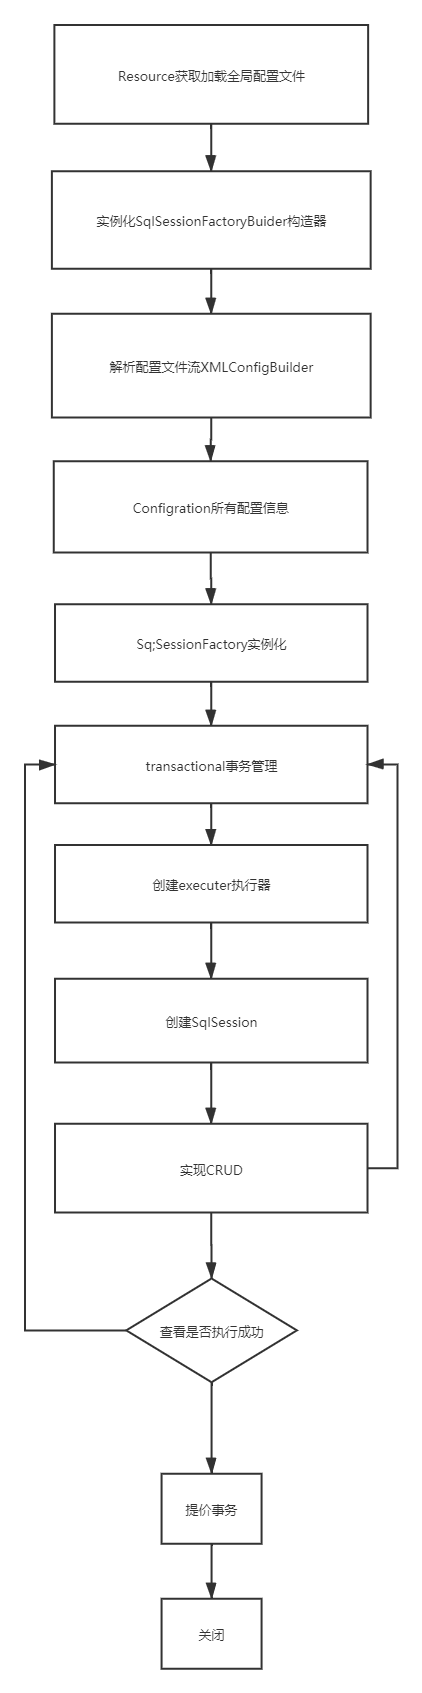 Resource获取加载全局配置文件
实例化SqlSessionFactoryBuider构造器
解析配置文件流XMLConfigBuilder
Configration所有配置信息
Sq;SessionFactory实例化
transactional事务管理
创建executer执行器
创建SqlSession
实现CRUD
查看是否执行成功
提价事务
关闭